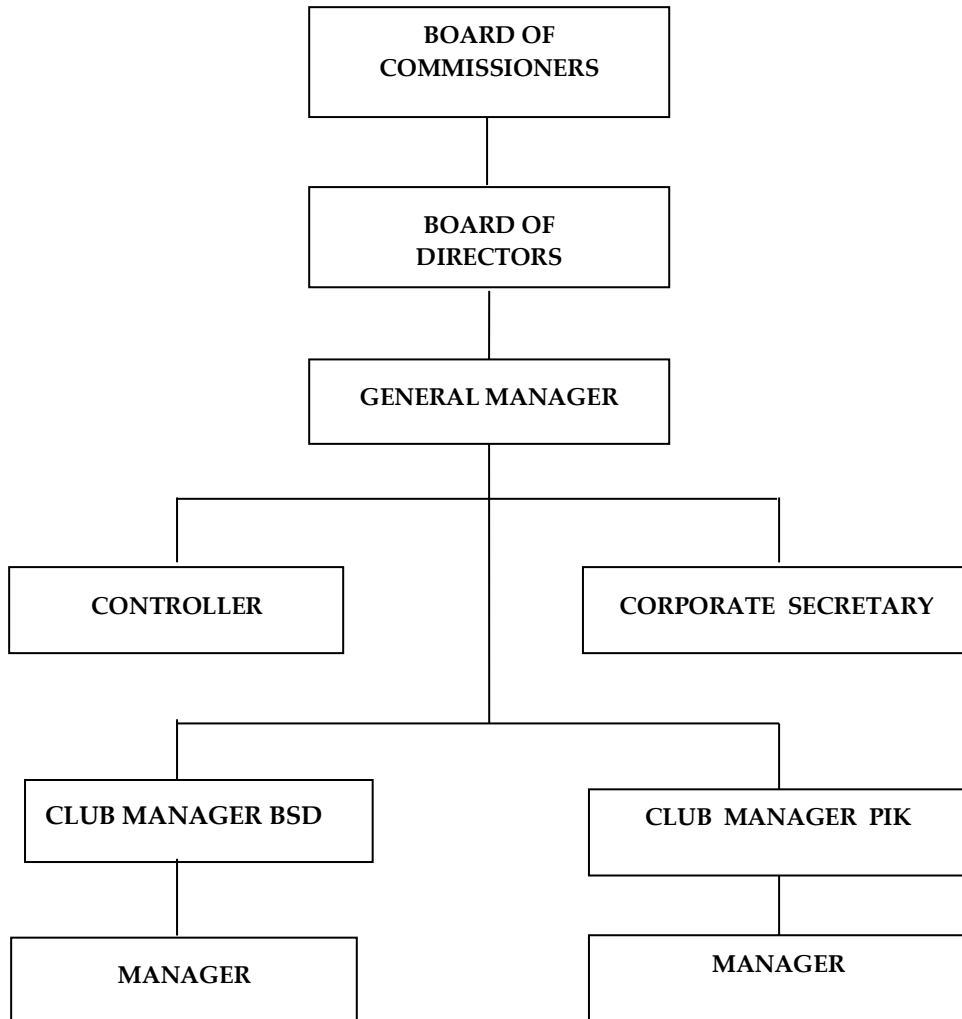 BOARD OF
COMMISSIONERS
BOARD OF
DIRECTORS
GENERAL MANAGER
CONTROLLER
CORPORATE SECRETARY
CLUB MANAGER BSD
CLUB MANAGER PIK
MANAGER
MANAGER